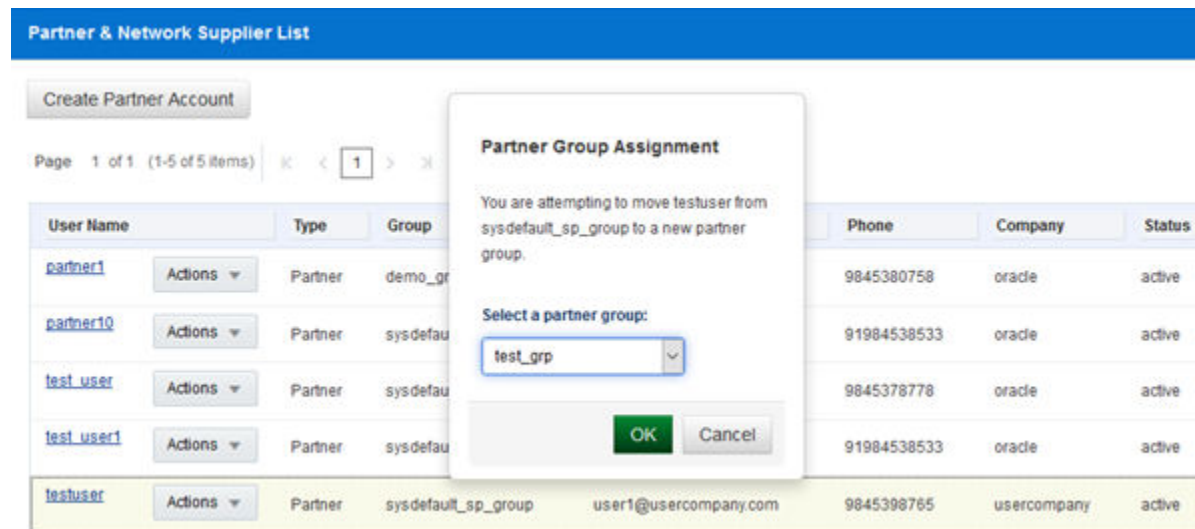 Partner & Network Supplier List
Create Partner Account
Page 1 of 1 (1-5 of 5 items) 1
Partner Group Assignment
You are attempting to move testuser from
sysdefault_sp_group to a new partner
group.
Select a partner group:
test_grp
OK Cancel
User Name Type Group Phone Company Status
partner1 Actions Partner demo_gr 9845380758 oracle active
partner10 Actions Partner sysdefau 91984538533 oracle active
test_user Actions Partner sysdefau 9845378778 oracle active
test_user1 Actions Partner sysdefau 91984538533 oracle active
testuser Actions Partner sysdefault_sp_group user1@usercompany.com 9845398765 usercompany active